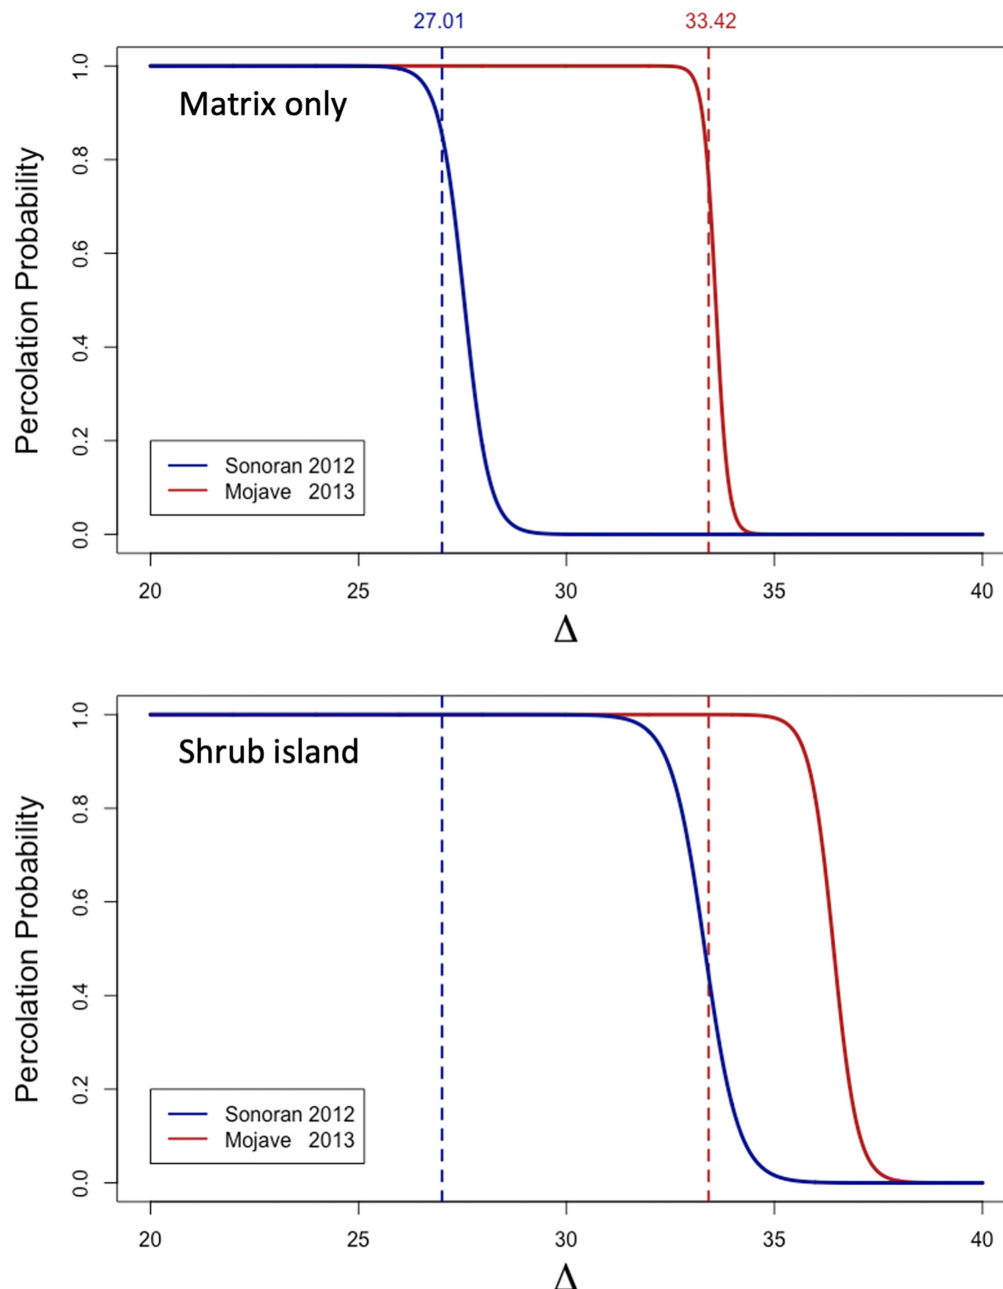 27.01 33.42
Matrix only
Percolation Probability
1.0
0.8
0.6
0.4
0.2
0.0
Sonoran 2012
Mojave 2013
20 25 30 35 40
Δ
Shrub island
Percolation Probability
1.0
0.8
0.6
0.4
0.2
0.0
Sonoran 2012
Mojave 2013
20 25 30 35 40
Δ